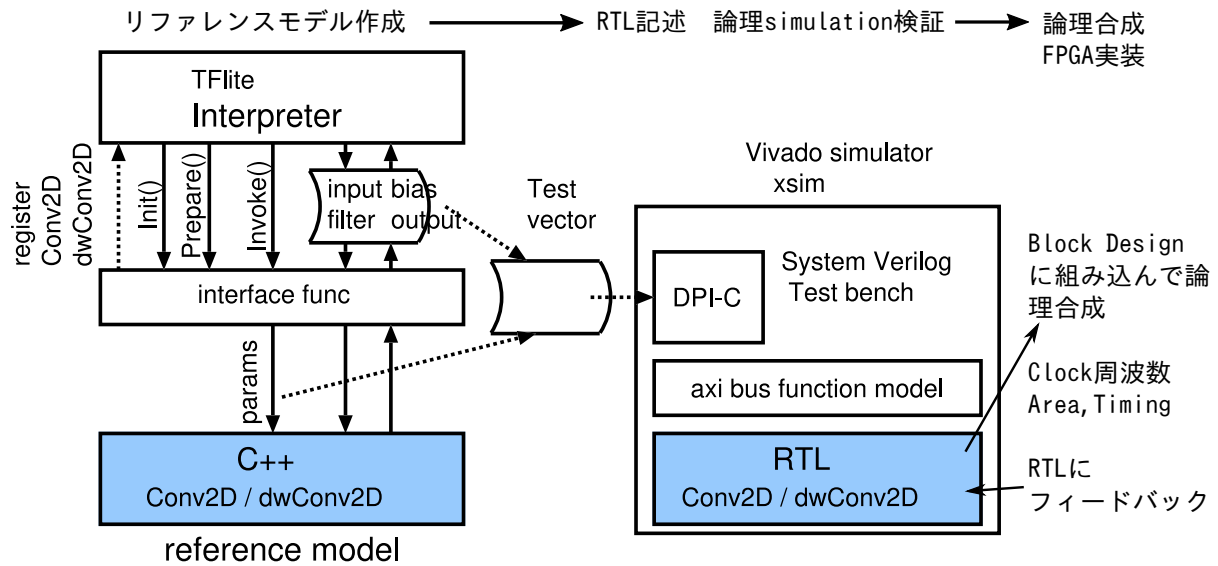 リファレンスモデル作成
RTL記述 論理simulation検証
論理合成
FPGA実装
TFlite
Interpreter
register
Conv2D
dwConv2D
Init()
Prepare()
Invoke()
input bias
filter output
interface func
params
C++
Conv2D / dwConv2D
reference model
Test
vector
Vivado simulator
xsim
DPI-C
System Verilog
Test bench
axi bus function model
RTL
Conv2D / dwConv2D
Block Design
に組み込んで論
理合成
Clock周波数
Area,Timing
RTLに
フィードバック